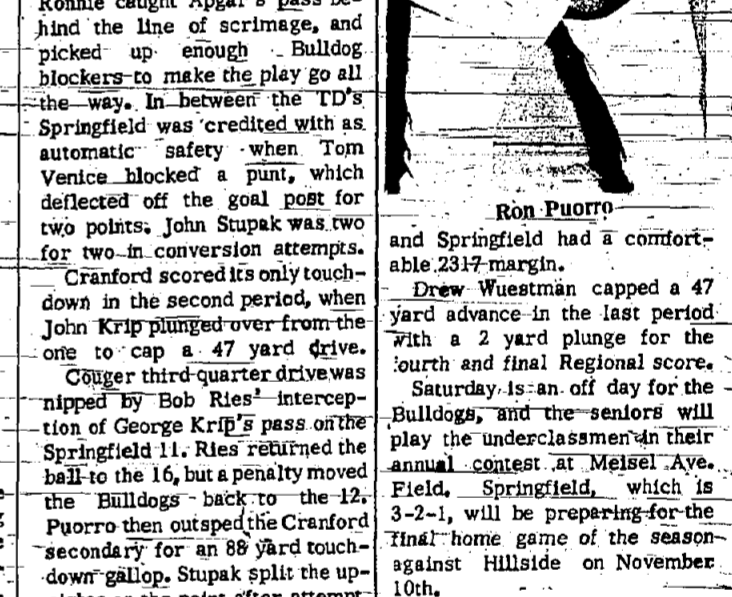 Ronnie caught Apgar's pass be-
hind the line of scrimage, and
picked up enough Bulldog
blockers to make the play go all
the way. In between the TD's
Springfield was credited with as
automatic safety when Tom
Venice blocked a punt, which
deflected off the goal post for
two points. John Stupak was two
for two in conversion attempts.
Cranford scored its only touch-
down in the second period, when
John Krip plunged over from the
one to cap a 47 yard drive.
Couger third quarter drive was
nipped by Bob Ries' intercep-
tion of George Krip's pass on the
Springfield 11. Ries returned the
ball to the 16, but a penalty moved
the Bulldogs back to the 12.
Puorro then outsped the Cranford
secondary for an 88 yard touch-
down gallop. Stupak split the up-
Ron Puorro
and Springfield had a comfort-
able 2317 margin.
Drew Wuestman capped a 47
yard advance in the last period
with a 2 yard plunge for the
fourth and final Regional score.
Saturday is an off day for the
Bulldogs, and the seniors will
play the underclassmen in their
annual contest at Meisel Ave.
Field. Springfield, which is
3-2-1, will be preparing for the
final home game of the season
against Hillside on November
10th.